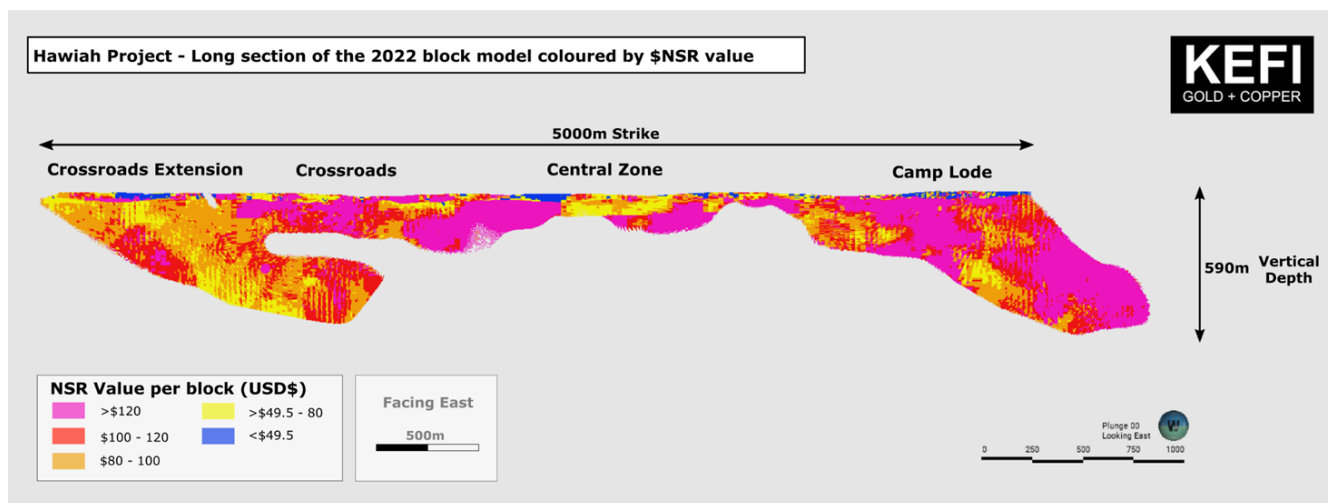 Hawiah Project - Long section of the 2022 block model coloured by $NSR value
KEFI
GOLD + COPPER
5000m Strike
Crossroads Extension
Crossroads
Central Zone
Camp Lode
590m
Vertical
Depth
NSR Value per block (USD$)
>$120
>$49.5 - 80
$100 - 120
<$49.5
$80 - 100
Facing East
500m
Plunge 00
Looking East
0 250 500 750 1000